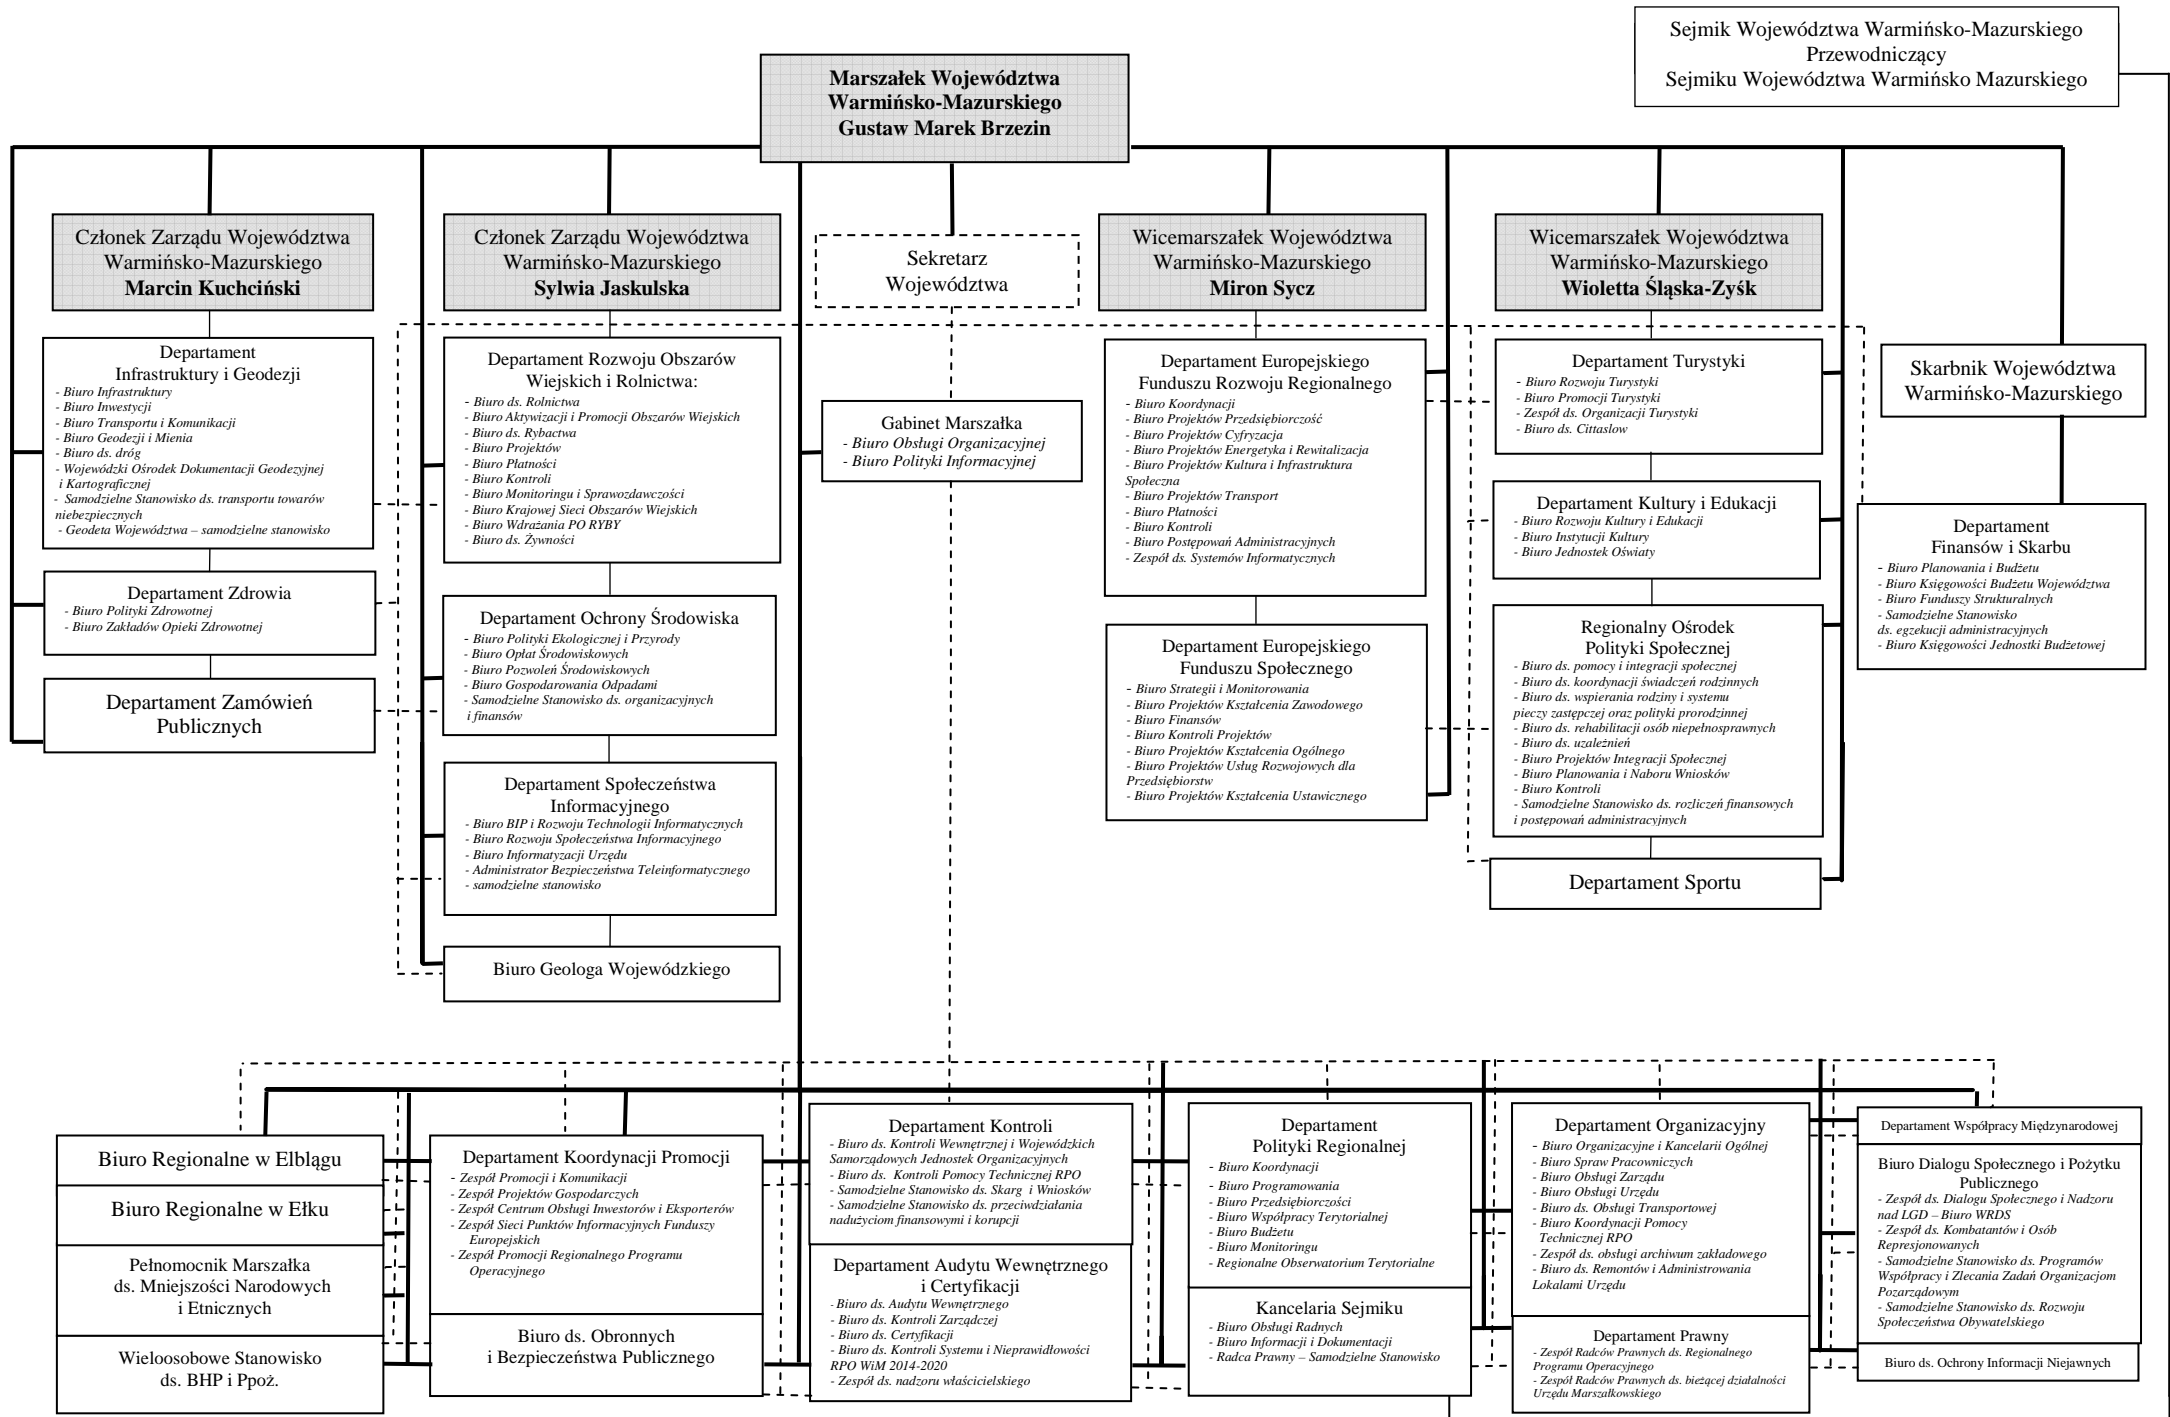 Sejmik Województwa Warmińsko-Mazurskiego
Przewodniczący
Sejmiku Województwa Warmińsko Mazurskiego
Marszałek Województwa
Warmińsko-Mazurskiego
Gustaw Marek Brzezin
Członek Zarządu Województwa
Warmińsko-Mazurskiego
Marcin Kuchciński
Członek Zarządu Województwa
Warmińsko-Mazurskiego
Sylwia Jaskulska
Sekretarz
Województwa
Wicemarszałek Województwa
Warmińsko-Mazurskiego
Miron Sycz
Wicemarszałek Województwa
Warmińsko-Mazurskiego
Wioletta Śląska-Zyśk
Departament
Infrastruktury i Geodezji
- Biuro Infrastruktury
- Biuro Inwestycji
- Biuro Transportu i Komunikacji
- Biuro Geodezji i Mienia
- Biuro ds. dróg
- Wojewódzki Ośrodek Dokumentacji Geodezyjnej
i Kartograficznej
- Samodzielne Stanowisko ds. transportu towarów
niebezpiecznych
- Geodeta Województwa – samodzielne stanowisko
Departament Zdrowia
- Biuro Polityki Zdrowotnej
- Biuro Zakładów Opieki Zdrowotnej
Departament Zamówień
Publicznych
Departament Rozwoju Obszarów
Wiejskich i Rolnictwa:
- Biuro ds. Rolnictwa
- Biuro Aktywizacji i Promocji Obszarów Wiejskich
- Biuro ds. Rybactwa
- Biuro Projektów
- Biuro Płatności
- Biuro Kontroli
- Biuro Monitoringu i Sprawozdawczości
- Biuro Krajowej Sieci Obszarów Wiejskich
- Biuro Wdrażania PO RYBY
- Biuro ds. Żywności
Departament Ochrony Środowiska
- Biuro Polityki Ekologicznej i Przyrody
- Biuro Opłat Środowiskowych
- Biuro Pozwoleń Środowiskowych
- Biuro Gospodarowania Odpadami
- Samodzielne Stanowisko ds. organizacyjnych
i finansów
Departament Społeczeństwa
Informacyjnego
- Biuro BIP i Rozwoju Technologii Informatycznych
- Biuro Rozwoju Społeczeństwa Informacyjnego
- Biuro Informatyzacji Urzędu
- Administrator Bezpieczeństwa Teleinformatycznego
- samodzielne stanowisko
Biuro Geologa Wojewódzkiego
Gabinet Marszałka
- Biuro Obsługi Organizacyjnej
- Biuro Polityki Informacyjnej
Departament Europejskiego
Funduszu Rozwoju Regionalnego
- Biuro Koordynacji
- Biuro Projektów Przedsiębiorczość
- Biuro Projektów Cyfryzacja
- Biuro Projektów Energetyka i Rewitalizacja
- Biuro Projektów Kultura i Infrastruktura
Społeczna
- Biuro Projektów Transport
- Biuro Płatności
- Biuro Kontroli
- Biuro Postępowań Administracyjnych
- Zespół ds. Systemów Informatycznych
Departament Europejskiego
Funduszu Społecznego
- Biuro Strategii i Monitorowania
- Biuro Projektów Kształcenia Zawodowego
- Biuro Finansów
- Biuro Kontroli Projektów
- Biuro Projektów Kształcenia Ogólnego
- Biuro Projektów Usług Rozwojowych dla
Przedsiębiorstw
- Biuro Projektów Kształcenia Ustawicznego
Departament Turystyki
- Biuro Rozwoju Turystyki
- Biuro Promocji Turystyki
- Zespół ds. Organizacji Turystyki
- Biuro ds. Cittaslow
Departament Kultury i Edukacji
- Biuro Rozwoju Kultury i Edukacji
- Biuro Instytucji Kultury
- Biuro Jednostek Oświaty
Regionalny Ośrodek
Polityki Społecznej
- Biuro ds. pomocy i integracji społecznej
- Biuro ds. koordynacji świadczeń rodzinnych
- Biuro ds. wspierania rodziny i systemu
pieczy zastępczej oraz polityki prorodzinnej
- Biuro ds. rehabilitacji osób niepełnosprawnych
- Biuro ds. uzależnień
- Biuro Projektów Integracji Społecznej
- Biuro Planowania i Naboru Wniosków
- Biuro Kontroli
- Samodzielne Stanowisko ds. rozliczeń finansowych
i postępowań administracyjnych
Departament Sportu
Skarbnik Województwa
Warmińsko-Mazurskiego
Departament
Finansów i Skarbu
- Biuro Planowania i Budżetu
- Biuro Księgowości Budżetu Województwa
- Biuro Funduszy Strukturalnych
- Samodzielne Stanowisko
ds. egzekucji administracyjnych
- Biuro Księgowości Jednostki Budżetowej
Biuro Regionalne w Elblągu
Biuro Regionalne w Ełku
Pełnomocnik Marszałka
ds. Mniejszości Narodowych
i Etnicznych
Wieloosobowe Stanowisko
ds. BHP i Ppoż.
Departament Koordynacji Promocji
- Zespół Promocji i Komunikacji
- Zespół Projektów Gospodarczych
- Zespół Centrum Obsługi Inwestorów i Eksporterów
- Zespół Sieci Punktów Informacyjnych Funduszy
Europejskich
- Zespół Promocji Regionalnego Programu
Operacyjnego
Biuro ds. Obronnych
i Bezpieczeństwa Publicznego
Departament Kontroli
- Biuro ds. Kontroli Wewnętrznej i Wojewódzkich
Samorządowych Jednostek Organizacyjnych
- Biuro ds. Kontroli Pomocy Technicznej RPO
- Samodzielne Stanowisko ds. Skarg i Wniosków
- Samodzielne Stanowisko ds. przeciwdziałania
nadużyciom finansowymi i korupcji
Departament Audytu Wewnętrznego
i Certyfikacji
- Biuro ds. Audytu Wewnętrznego
- Biuro ds. Kontroli Zarządczej
- Biuro ds. Certyfikacji
- Biuro ds. Kontroli Systemu i Nieprawidłowości
RPO WiM 2014-2020
- Zespół ds. nadzoru właścicielskiego
Departament
Polityki Regionalnej
- Biuro Koordynacji
- Biuro Programowania
- Biuro Przedsiębiorczości
- Biuro Współpracy Terytorialnej
- Biuro Budżetu
- Biuro Monitoringu
- Regionalne Obserwatorium Terytorialne
Kancelaria Sejmiku
- Biuro Obsługi Radnych
- Biuro Informacji i Dokumentacji
- Radca Prawny – Samodzielne Stanowisko
Departament Organizacyjny
- Biuro Organizacyjne i Kancelarii Ogólnej
- Biuro Spraw Pracowniczych
- Biuro Obsługi Zarządu
- Biuro Obsługi Urzędu
- Biuro ds. Obsługi Transportowej
- Biuro Koordynacji Pomocy
Technicznej RPO
- Zespół ds. obsługi archiwum zakładowego
- Biuro ds. Remontów i Administrowania
Lokalami Urzędu
Departament Prawny
- Zespół Radców Prawnych ds. Regionalnego
Programu Operacyjnego
- Zespół Radców Prawnych ds. bieżącej działalności
Urzędu Marszałkowskiego
Departament Współpracy Międzynarodowej
Biuro Dialogu Społecznego i Pożytku
Publicznego
- Zespół ds. Dialogu Społecznego i Nadzoru
nad LGD – Biuro WRDS
- Zespół ds. Kombatantów i Osób
Represjonowanych
- Samodzielne Stanowisko ds. Programów
Współpracy i Zlecania Zadań Organizacjom
Pozarządowym
- Samodzielne Stanowisko ds. Rozwoju
Społeczeństwa Obywatelskiego
Biuro ds. Ochrony Informacji Niejawnych